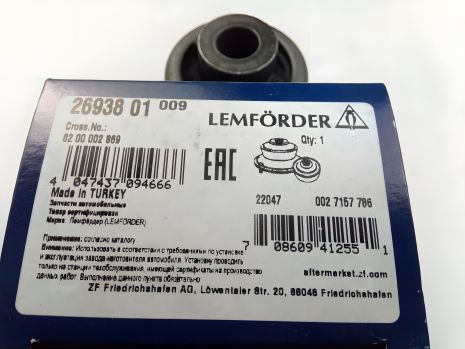 26938 01 009
Cross.No.:
62 00 002 869
LEMFÖRDER
Qty: 1
EAC
4 047437 094666
Made in TURKEY
Запчасти автомобильные
Товар сертифицирован
Марка: Лемфёрдер (LEMFÖRDER)
22047 002 7157 786
7 08609 41255 1
Применение: согласно каталогу
Внимание: Использовать в соответствии с требованиями по установке
и эксплуатации завода-изготовителя автомобиля. Установку проводить
только на станции техобслуживания, имеющей сертификаты на производство
данных работ. Выполнение данного пункта обязательно
aftermarket.zf.com
ZF Friedrichshafen AG, Löwentaler Str. 20, 88046 Friedrichshafen